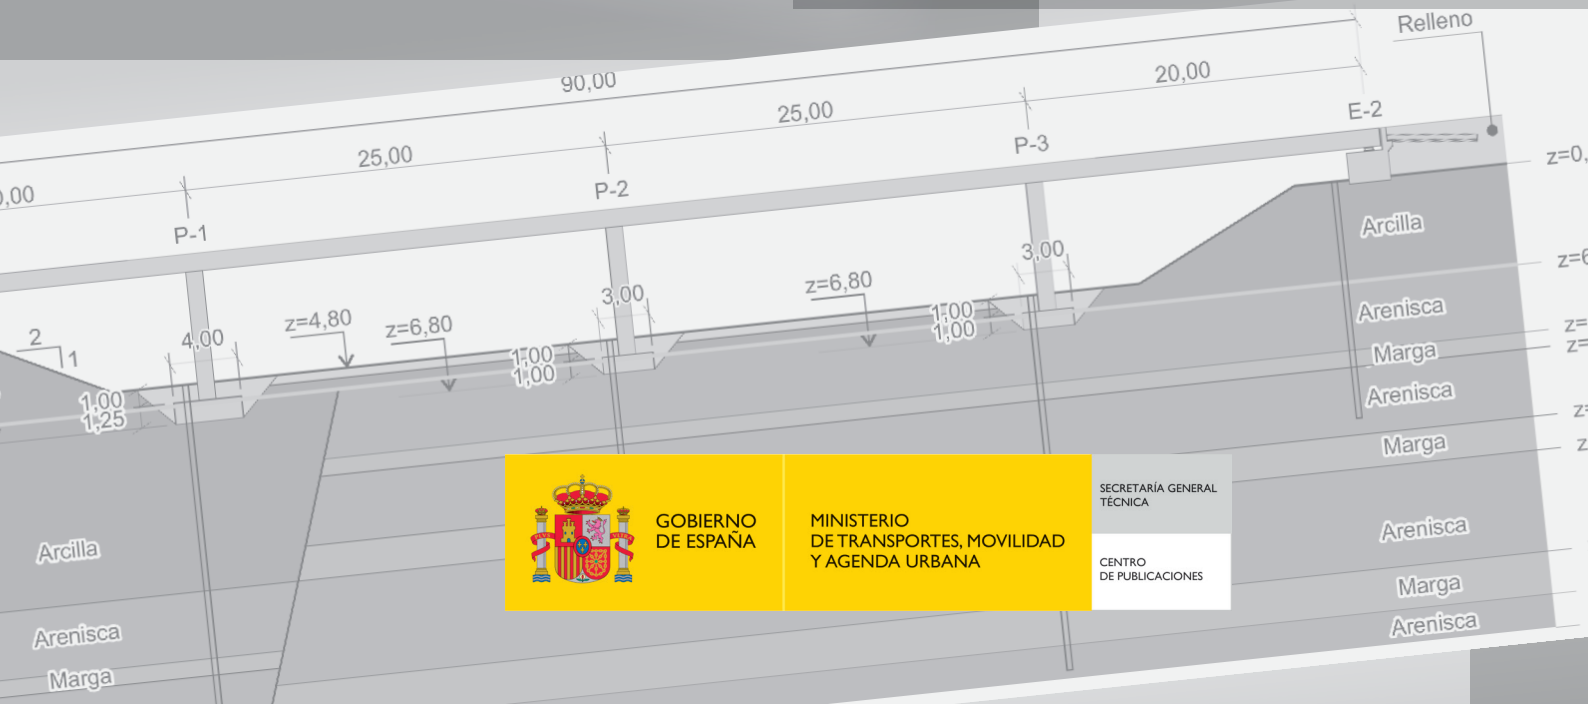 Relleno
90,00
20,00
25,00
25,00
0,00
E-2
P-3
P-2
P-1
z=0,
Arcilla
3,00
z=6,80
3,00
z=4,80
z=6,80
4,00
2
1
1,00
1,00
1,00
1,00
1,00
1,25
z=6
Arenisca
z=
Marga
z=
Arenisca
z=
Marga
z
Arenisca
Marga
Arenisca
Arcilla
Arenisca
Marga
GOBIERNO
DE ESPAÑA
MINISTERIO
DE TRANSPORTES, MOVILIDAD
Y AGENDA URBANA
SECRETARÍA GENERAL
TÉCNICA
CENTRO
DE PUBLICACIONES